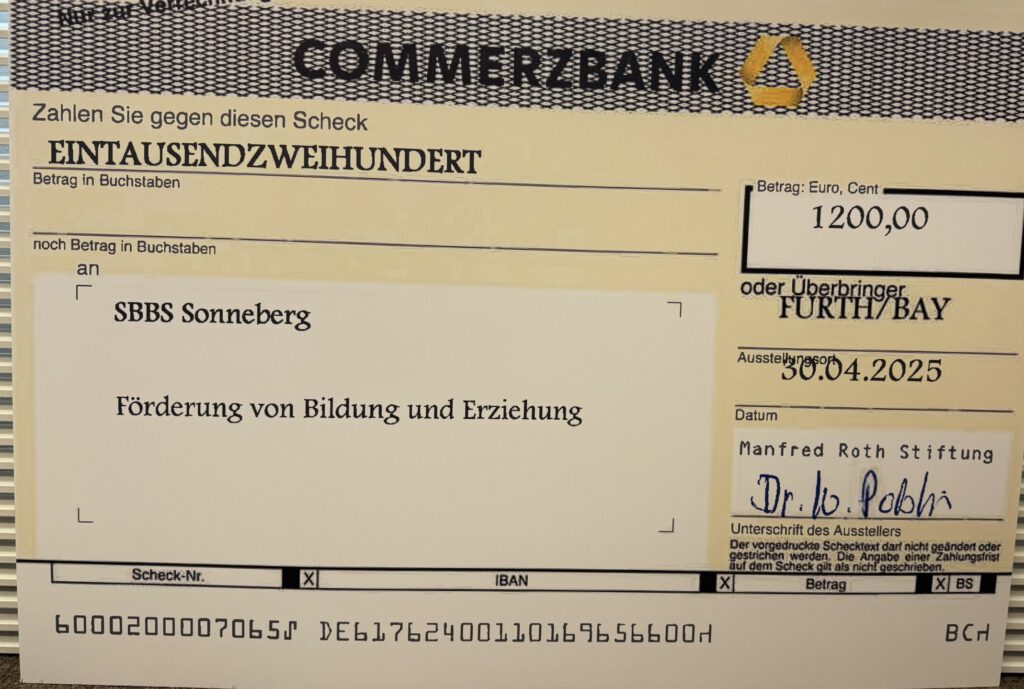 Nur zur Verrechnung
COMMERZBANK
Zahlen Sie gegen diesen Scheck
EINTAUSENDZWEIHUNDERT
Betrag in Buchstaben
Betrag: Euro, Cent
1200,00
noch Betrag in Buchstaben
an
oder Überbringer
SBBS Sonneberg
FÜRTH/BAY
Ausstellungsort
30.04.2025
Förderung von Bildung und Erziehung
Datum
Manfred Roth Stiftung
Dr. W.
Unterschrift des Ausstellers
Der vorgedruckte Schecktext darf nicht geändert oder
gestrichen werden. Die Angabe einer Zahlungsfrist
auf dem Scheck gilt als nicht geschrieben.
Scheck-Nr. X IBAN X Betrag X BS
6000200007065⑀ DE61762400110169656600⑁ BC⑁